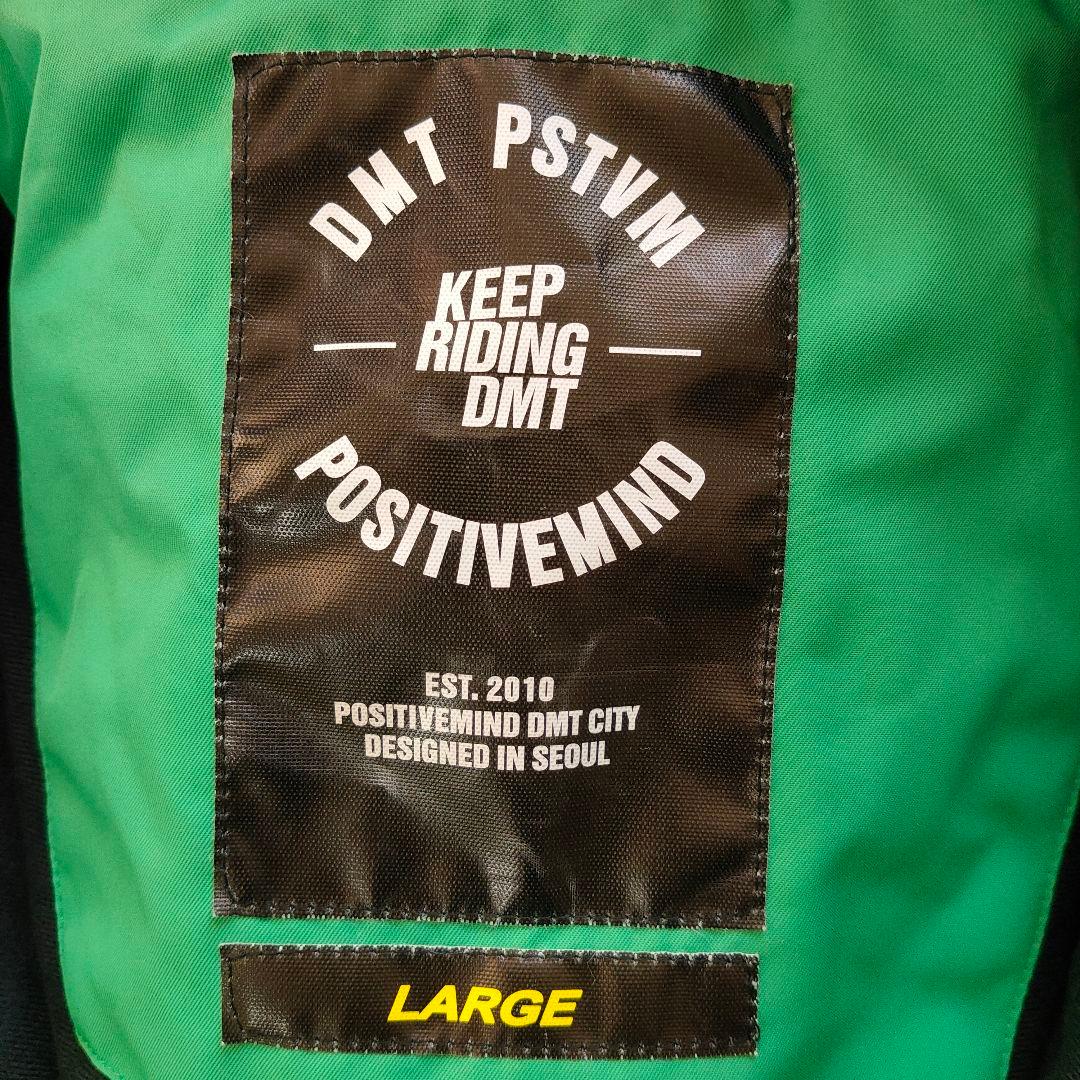 DMT PSTVM
KEEP
RIDING
DMT
POSITIVEMIND
EST. 2010
POSITIVEMIND DMT CITY
DESIGNED IN SEOUL
LARGE